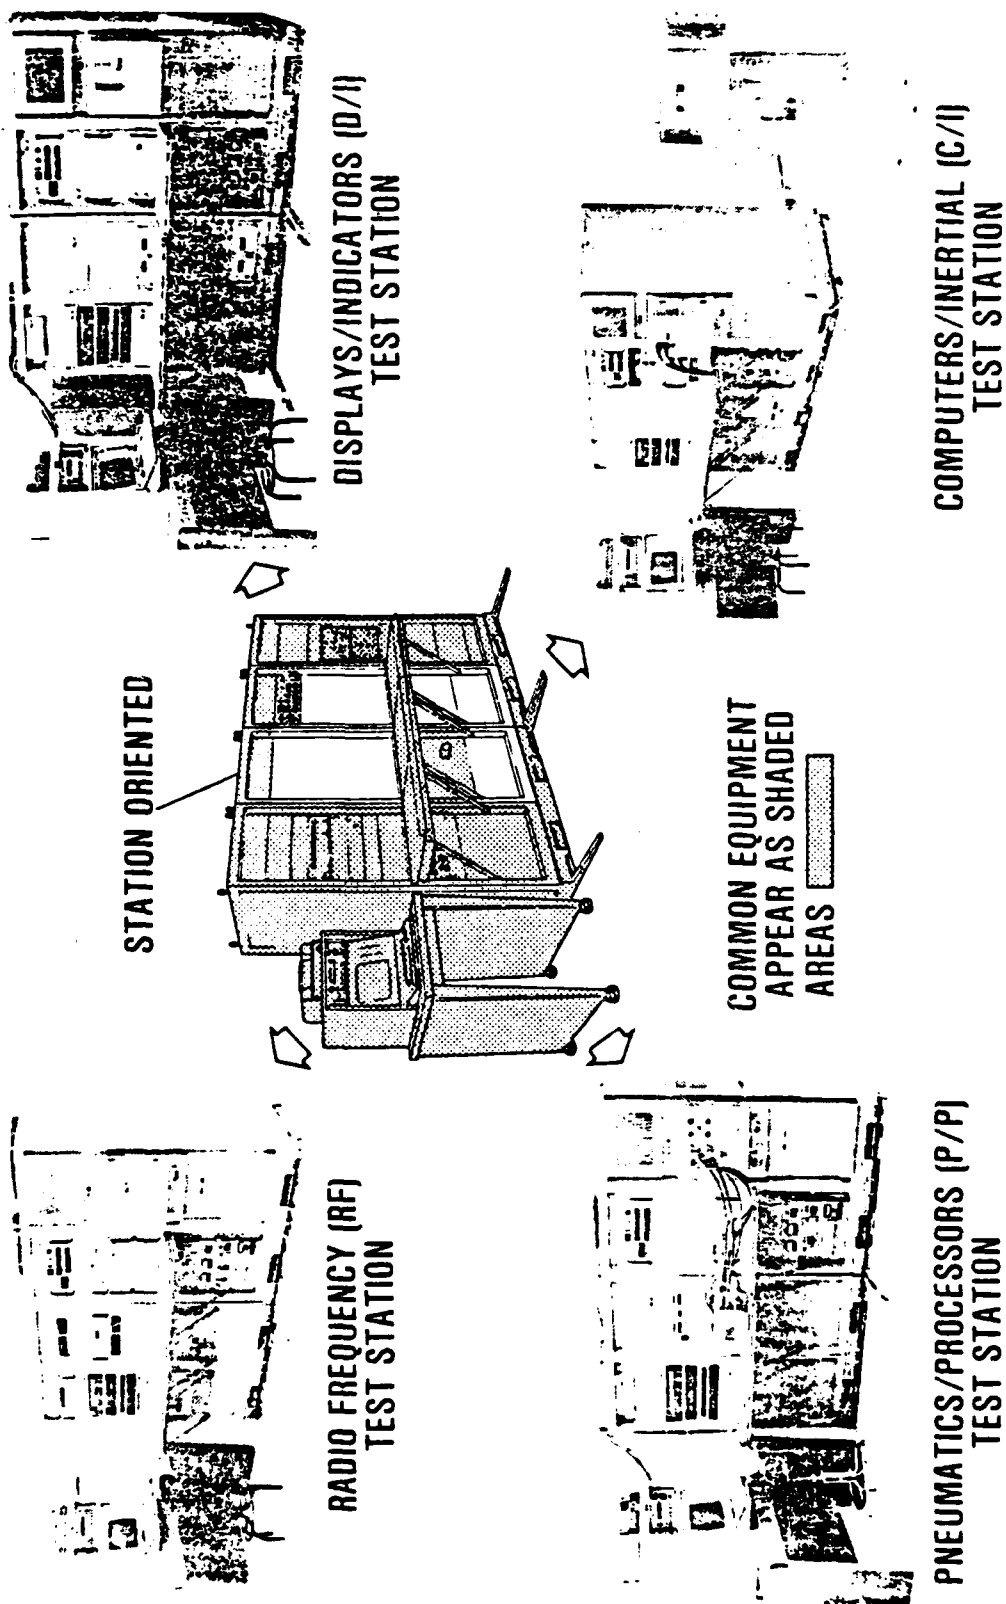 RADIO FREQUENCY (RF)
TEST STATION
STATION ORIENTED
DISPLAYS/INDICATORS (D/I)
TEST STATION
PNEUMATICS/PROCESSORS (P/P)
TEST STATION
COMMON EQUIPMENT
APPEAR AS SHADED
AREAS
COMPUTERS/INERTIAL (C/I)
TEST STATION